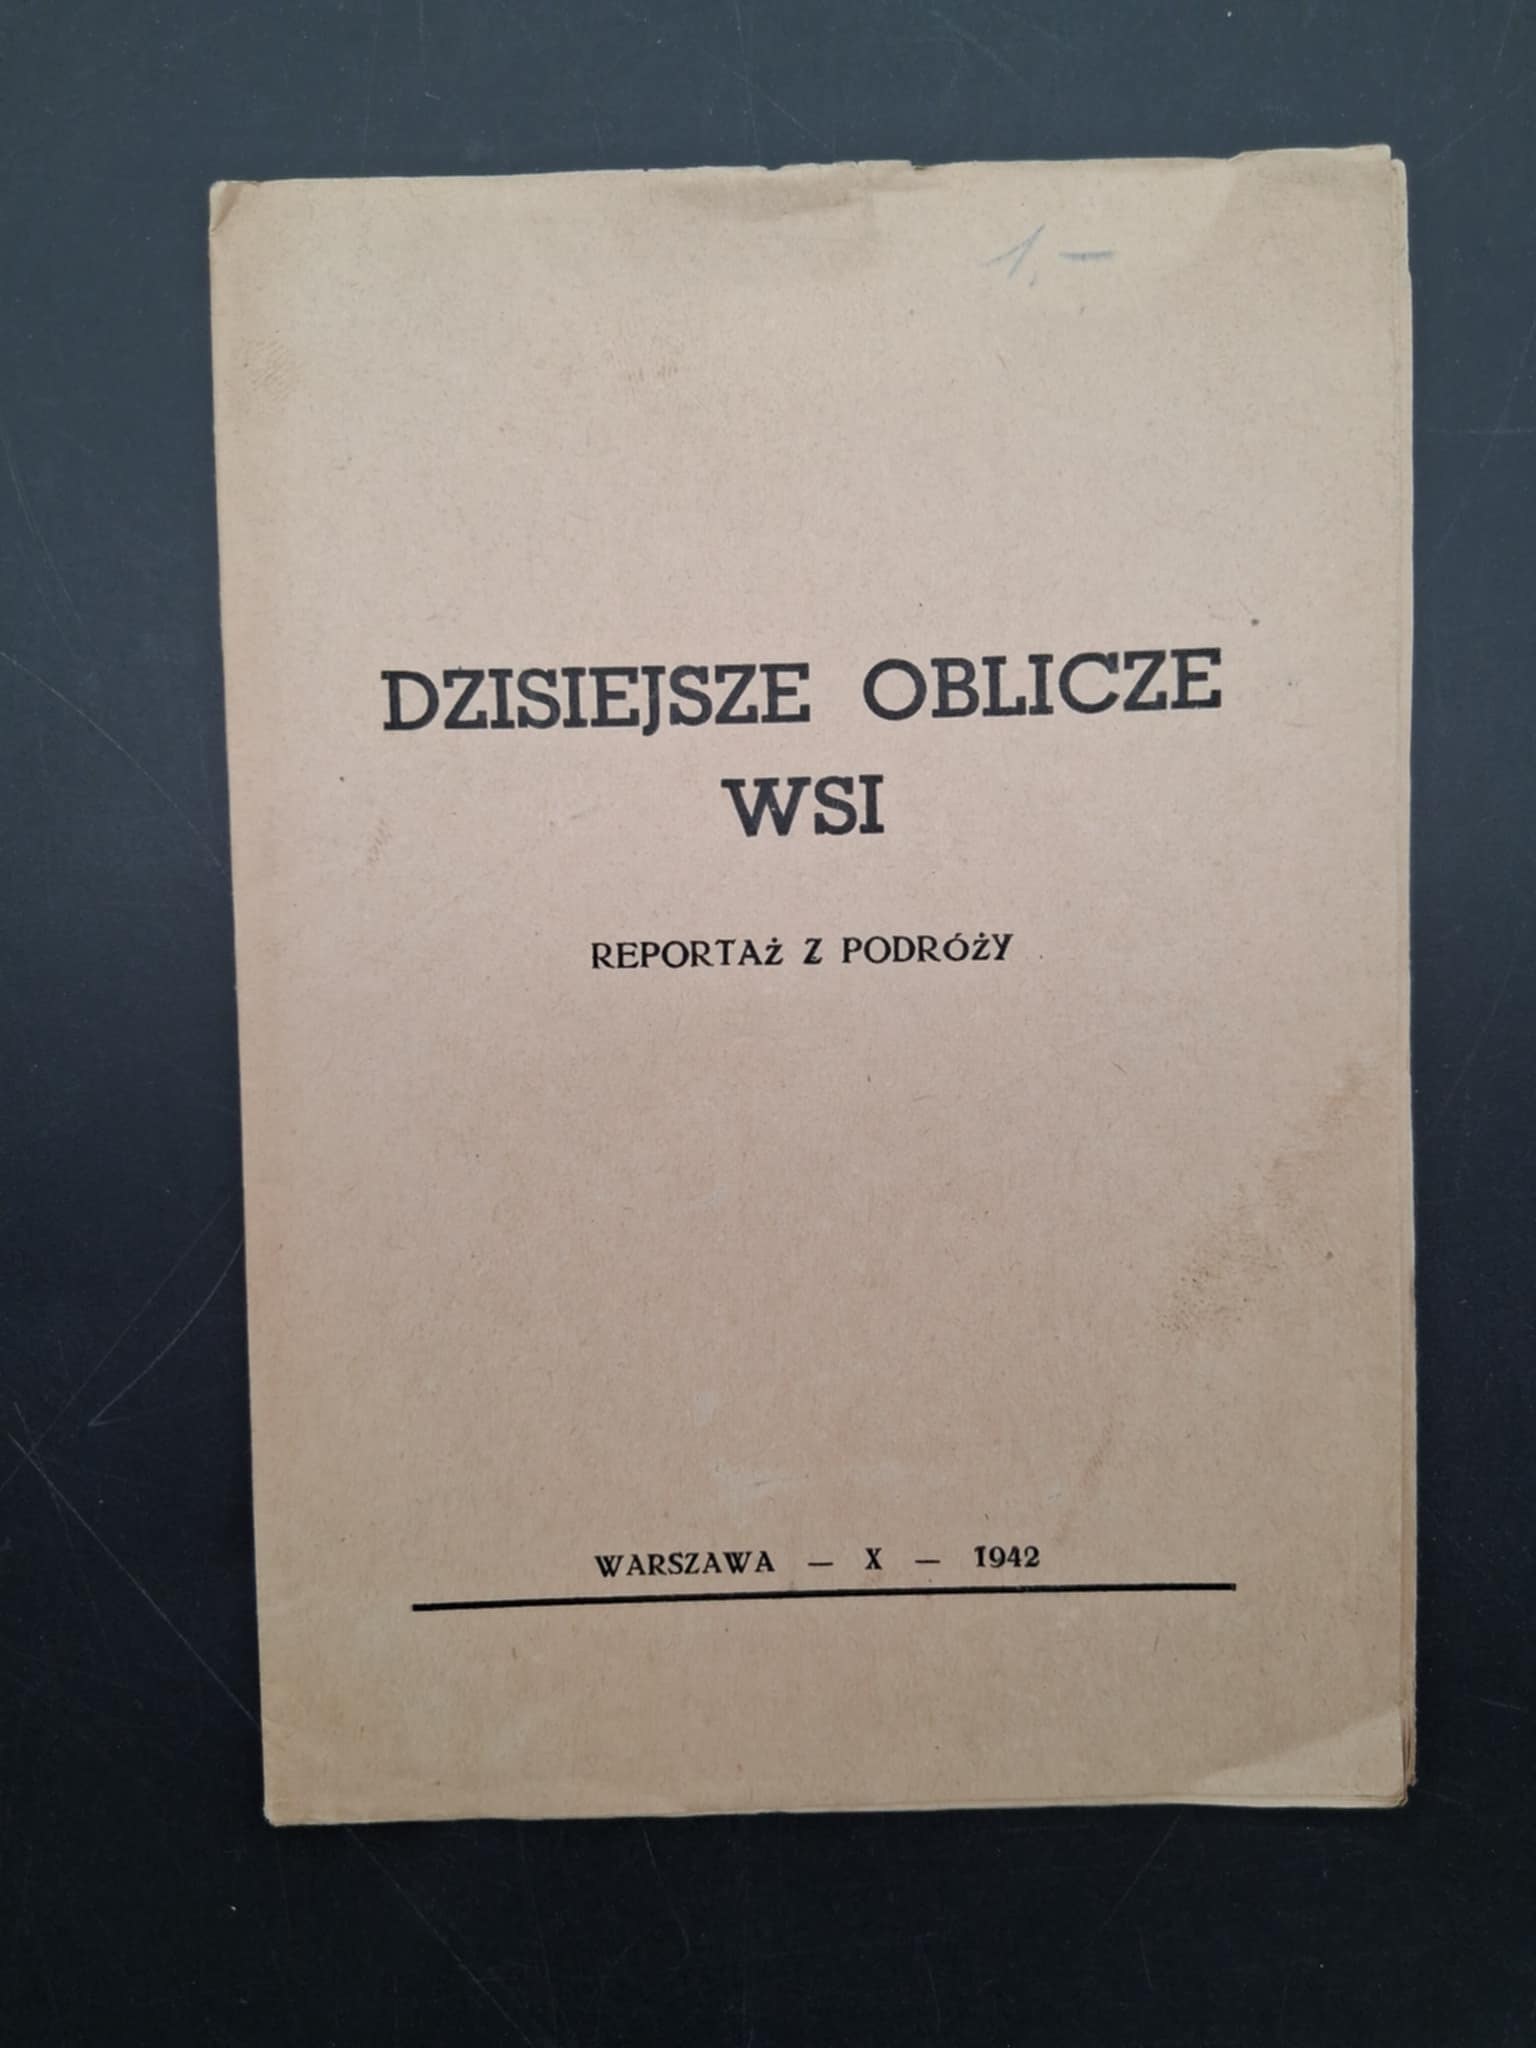 1.-
DZISIEJSZE OBLICZE
WSI
REPORTAŻ Z PODRÓŻY
WARSZAWA — X — 1942